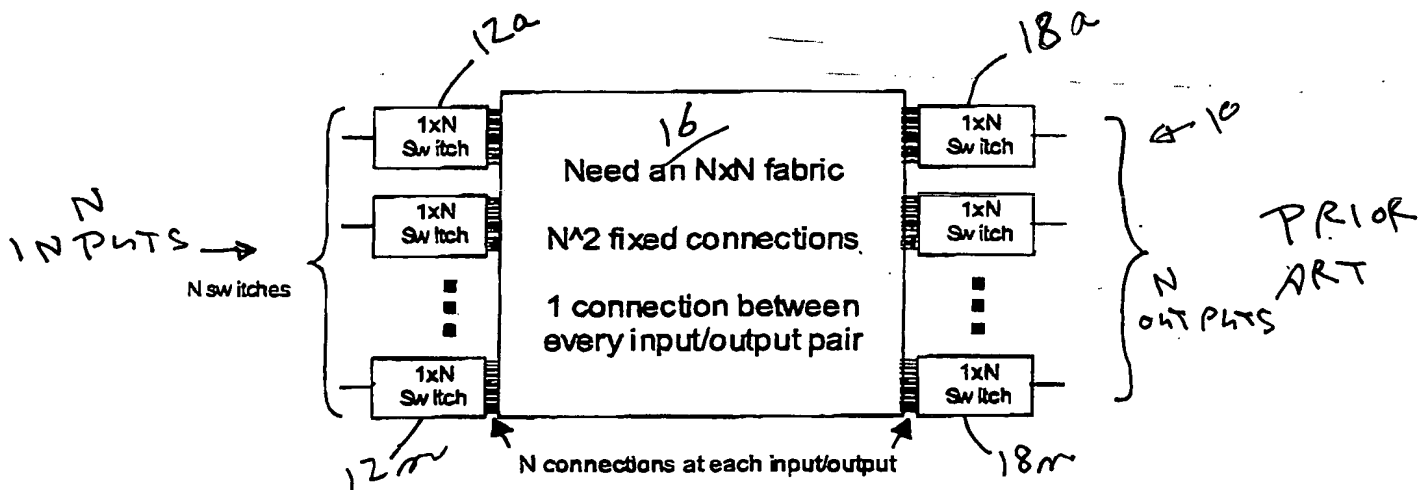 12a
18a
1xN
Switch
1xN
Switch
10
16
Need an NxN fabric
N
INPUTS
N switches
1xN
Switch
1xN
Switch
PRIOR
ART
N^2 fixed connections
N
OUTPUTS
1 connection between
every input/output pair
1xN
Switch
1xN
Switch
12n
N connections at each input/output
18n